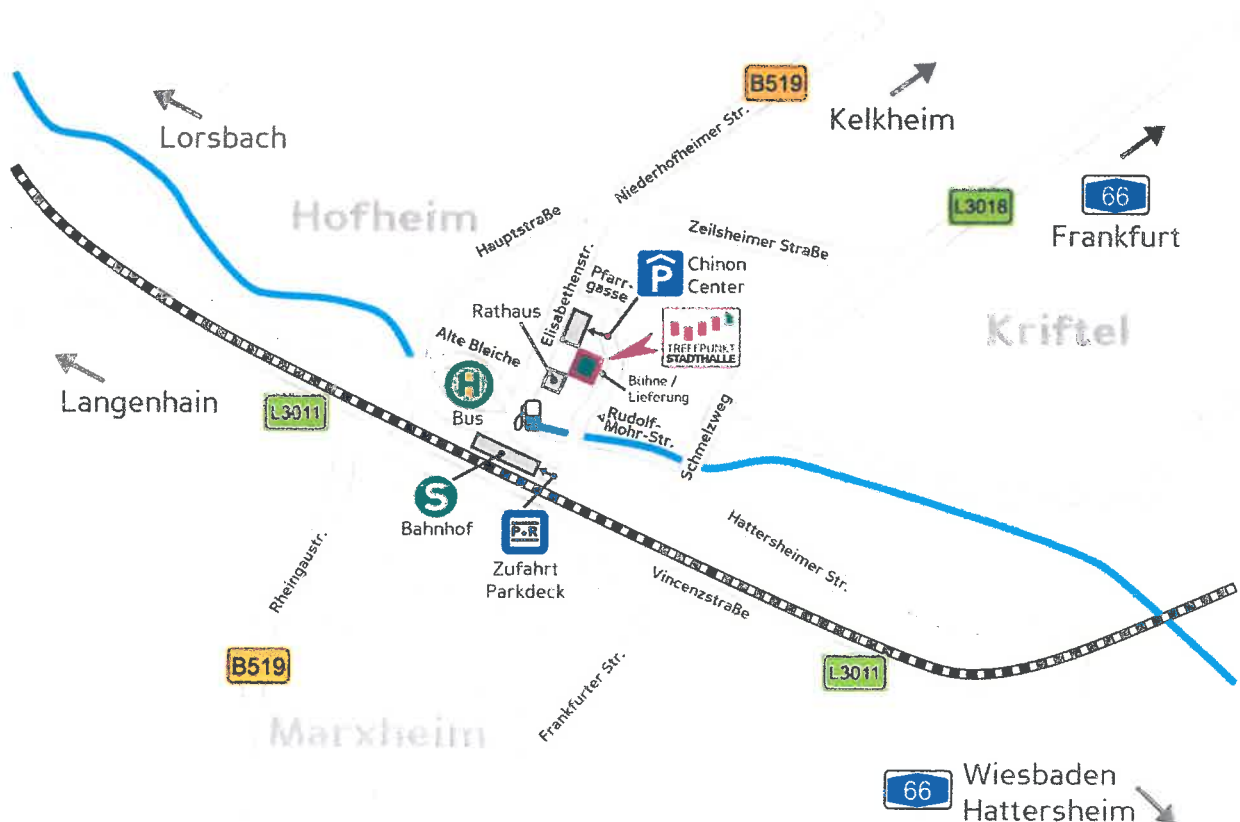 B519
Kelkheim
Lorsbach
Niederhofheimer Str.
66
Frankfurt
L3018
Hofheim
Hauptstraße
Zeilsheimer Straße
Elisabethenstr.
Pfarr-
gasse
P
Chinon
Center
Rathaus
TREFFPUNKT
STADTHALLE
Kriftel
Alte Bleiche
H
Bus
Bühne /
Lieferung
Langenhain
L3011
Rudolf-
Mohr-Str.
Schmelzweg
S
Bahnhof
P+R
Zufahrt
Parkdeck
Hattersheimer Str.
Vincenzstraße
Rheingaustr.
B519
L3011
Frankfurter Str.
Marxheim
66
Wiesbaden
Hattersheim